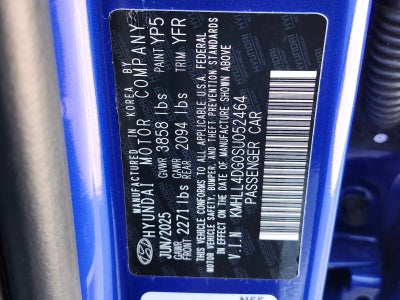 MANUFACTURED IN KOREA BY
HYUNDAI MOTOR COMPANY
JUN/2025 GVWR 3858 lbs PAINT YP5
GAWR FRONT 2271lbs GAWR REAR 2094 lbs TRIM YFR
THIS VEHICLE CONFORMS TO ALL APPLICABLE U.S.A. FEDERAL
MOTOR VEHICLE SAFETY, BUMPER, AND THEFT PREVENTION STANDARDS
IN EFFECT ON THE DATE OF MANUFACTURE SHOWN ABOVE
V.I.N KMHLL4DG0SU052464
PASSENGER CAR